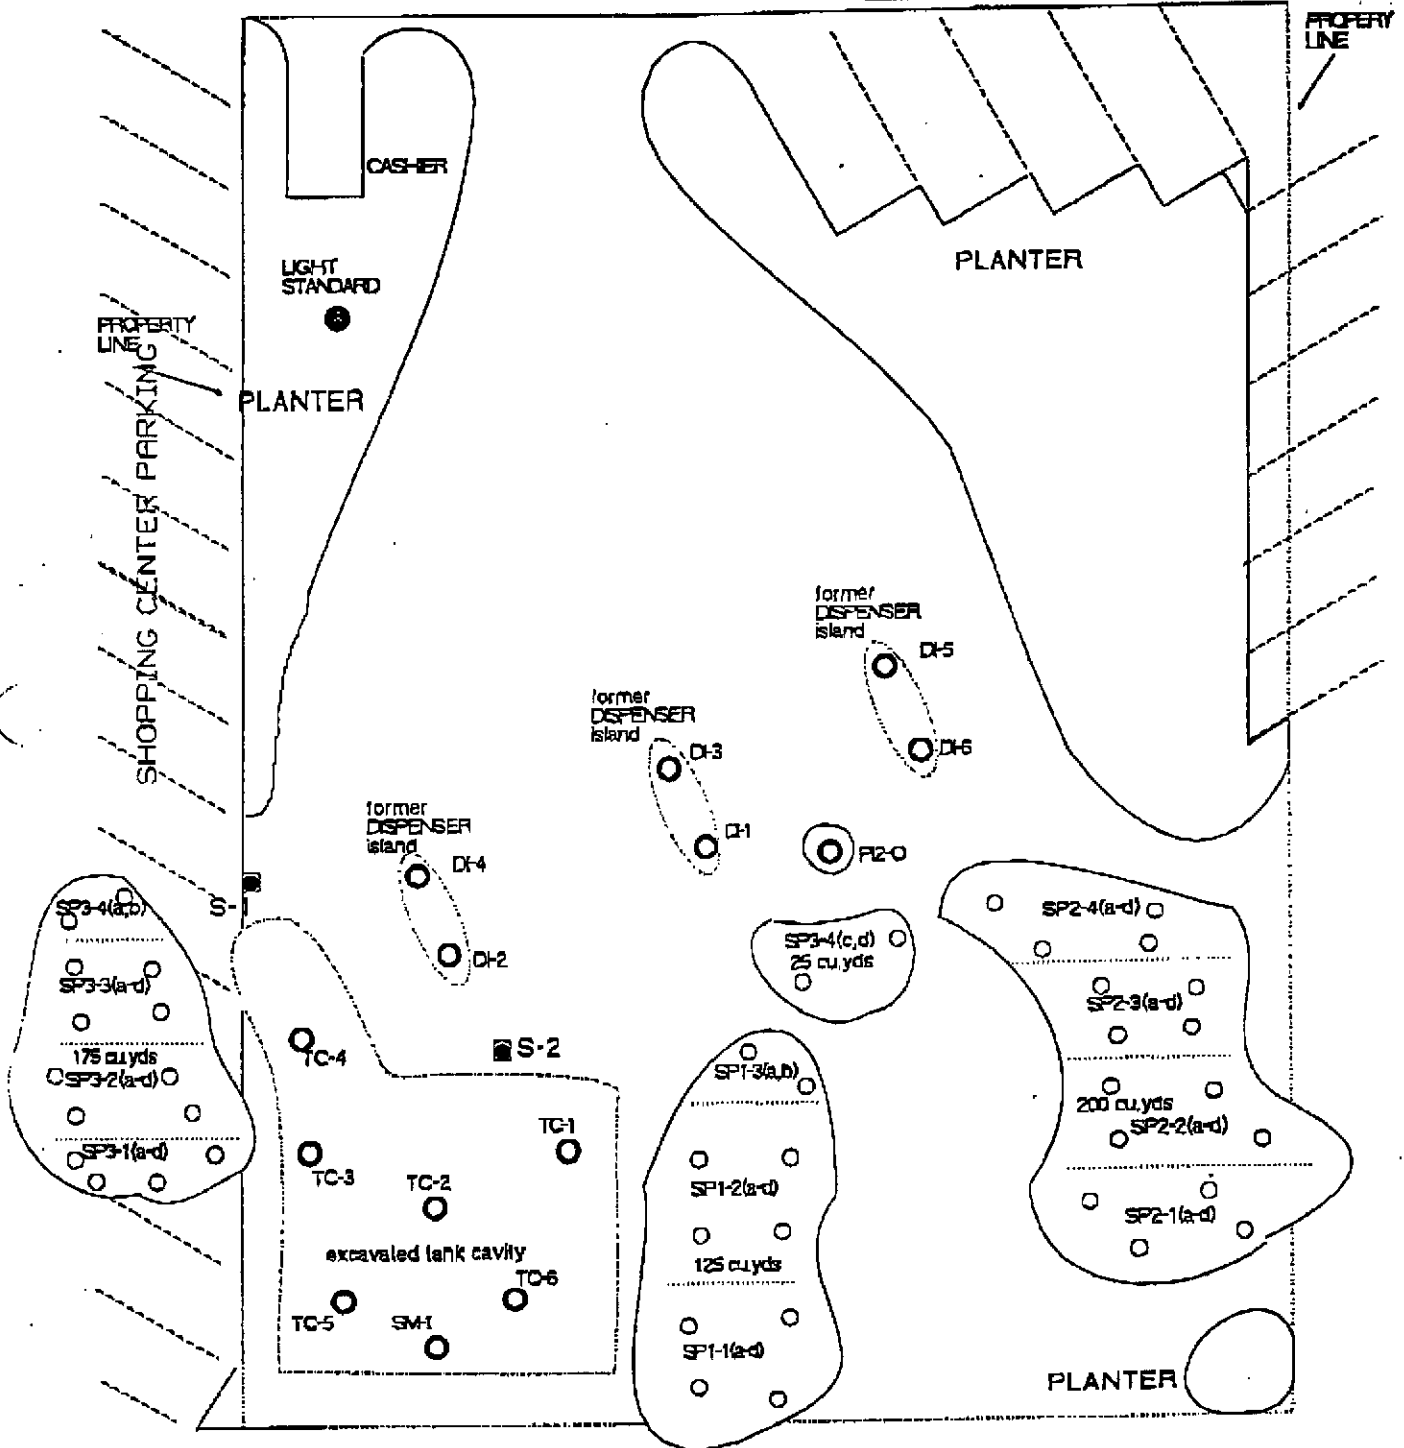 PROPERY
LINE
CASHIER
LIGHT
STANDARD
PLANTER
PROPERTY
LINE
SHOPPING CENTER PARKING
PLANTER
former
DISPENSER
island
DI-5
DI-6
former
DISPENSER
island
DI-3
DI-1
former
DISPENSER
island
DI-4
DI-2
S-1
SP3-4(a,b)
SP3-3(a-d)
175 cu.yds
SP3-2(a-d)
SP3-1(a-d)
SP3-4(c,d)
25 cu.yds
SP2-4(a-d)
SP2-3(a-d)
200 cu.yds
SP2-2(a-d)
SP2-1(a-d)
S-2
TC-4
TC-1
TC-3
TC-2
excavated tank cavity
TC-6
TC-5
SM-1
SP1-3(a,b)
SP1-2(a-d)
125 cu.yds
SP1-1(a-d)
PLANTER